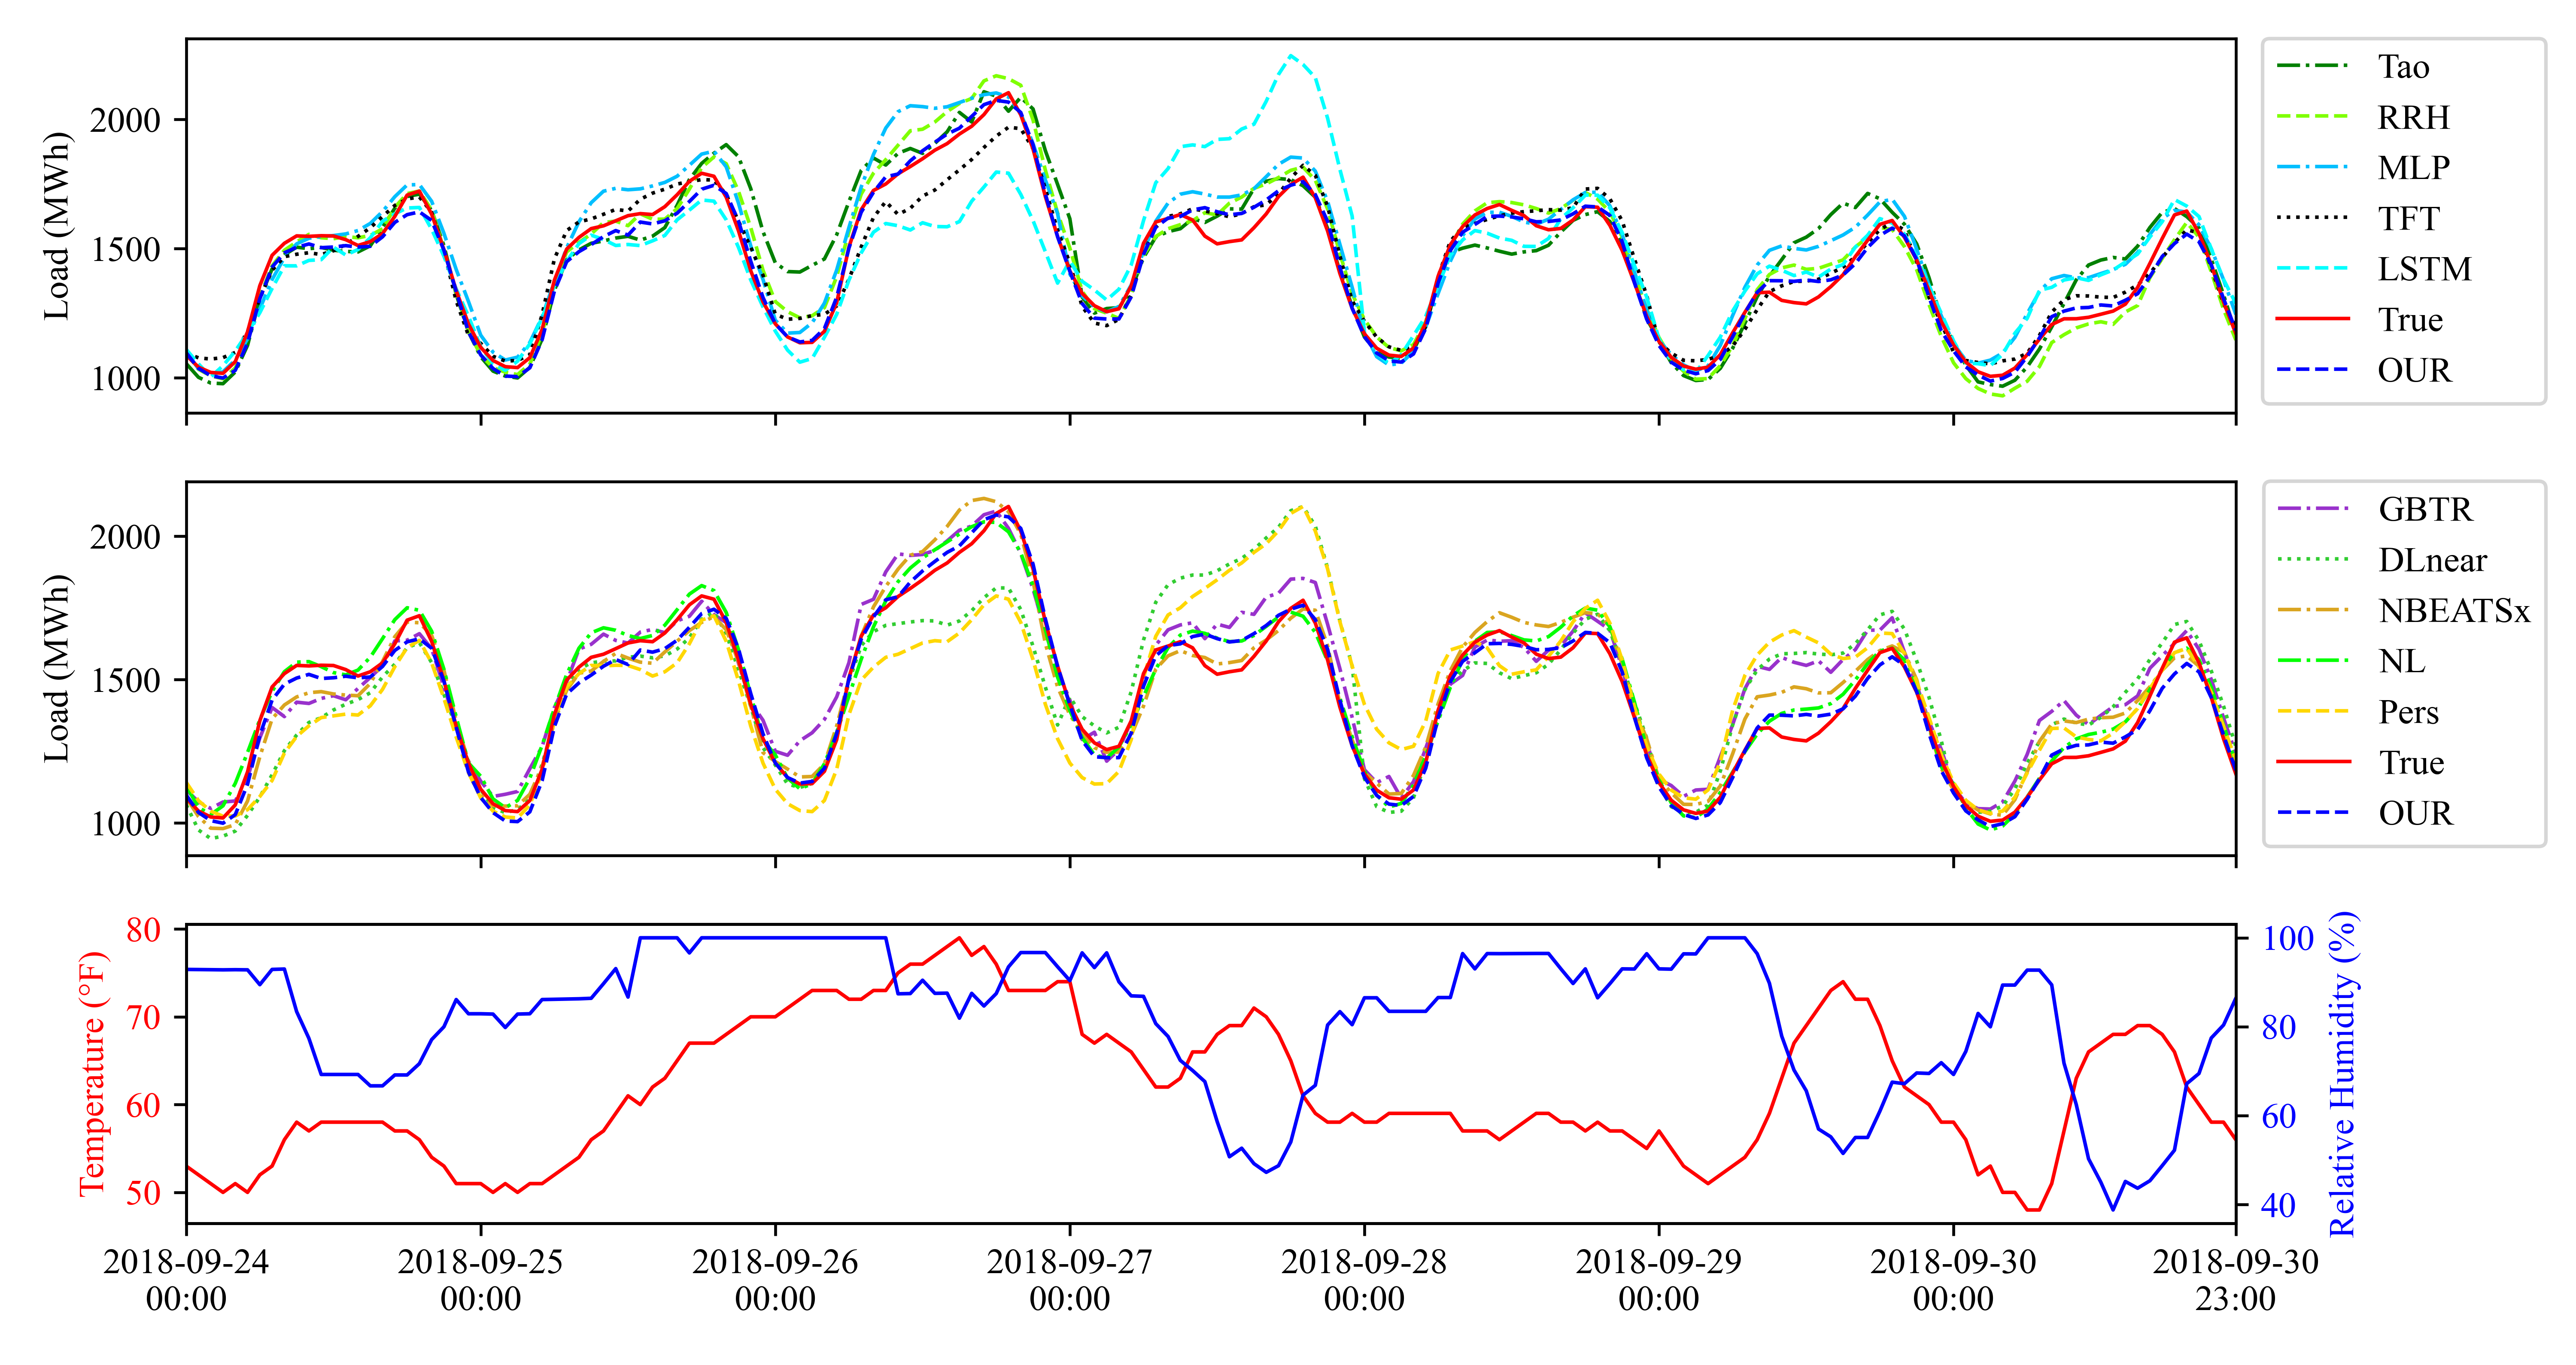 Load (MWh)
2000
1500
1000
Tao
RRH
MLP
TFT
LSTM
True
OUR
Load (MWh)
2000
1500
1000
GBTR
DLnear
NBEATSx
NL
Pers
True
OUR
Temperature (°F)
80
70
60
50
100
80
60
40
Relative Humidity (%)
2018-09-24 2018-09-25 2018-09-26 2018-09-27 2018-09-28 2018-09-29 2018-09-30 2018-09-30
00:00 00:00 00:00 00:00 00:00 00:00 00:00 23:00